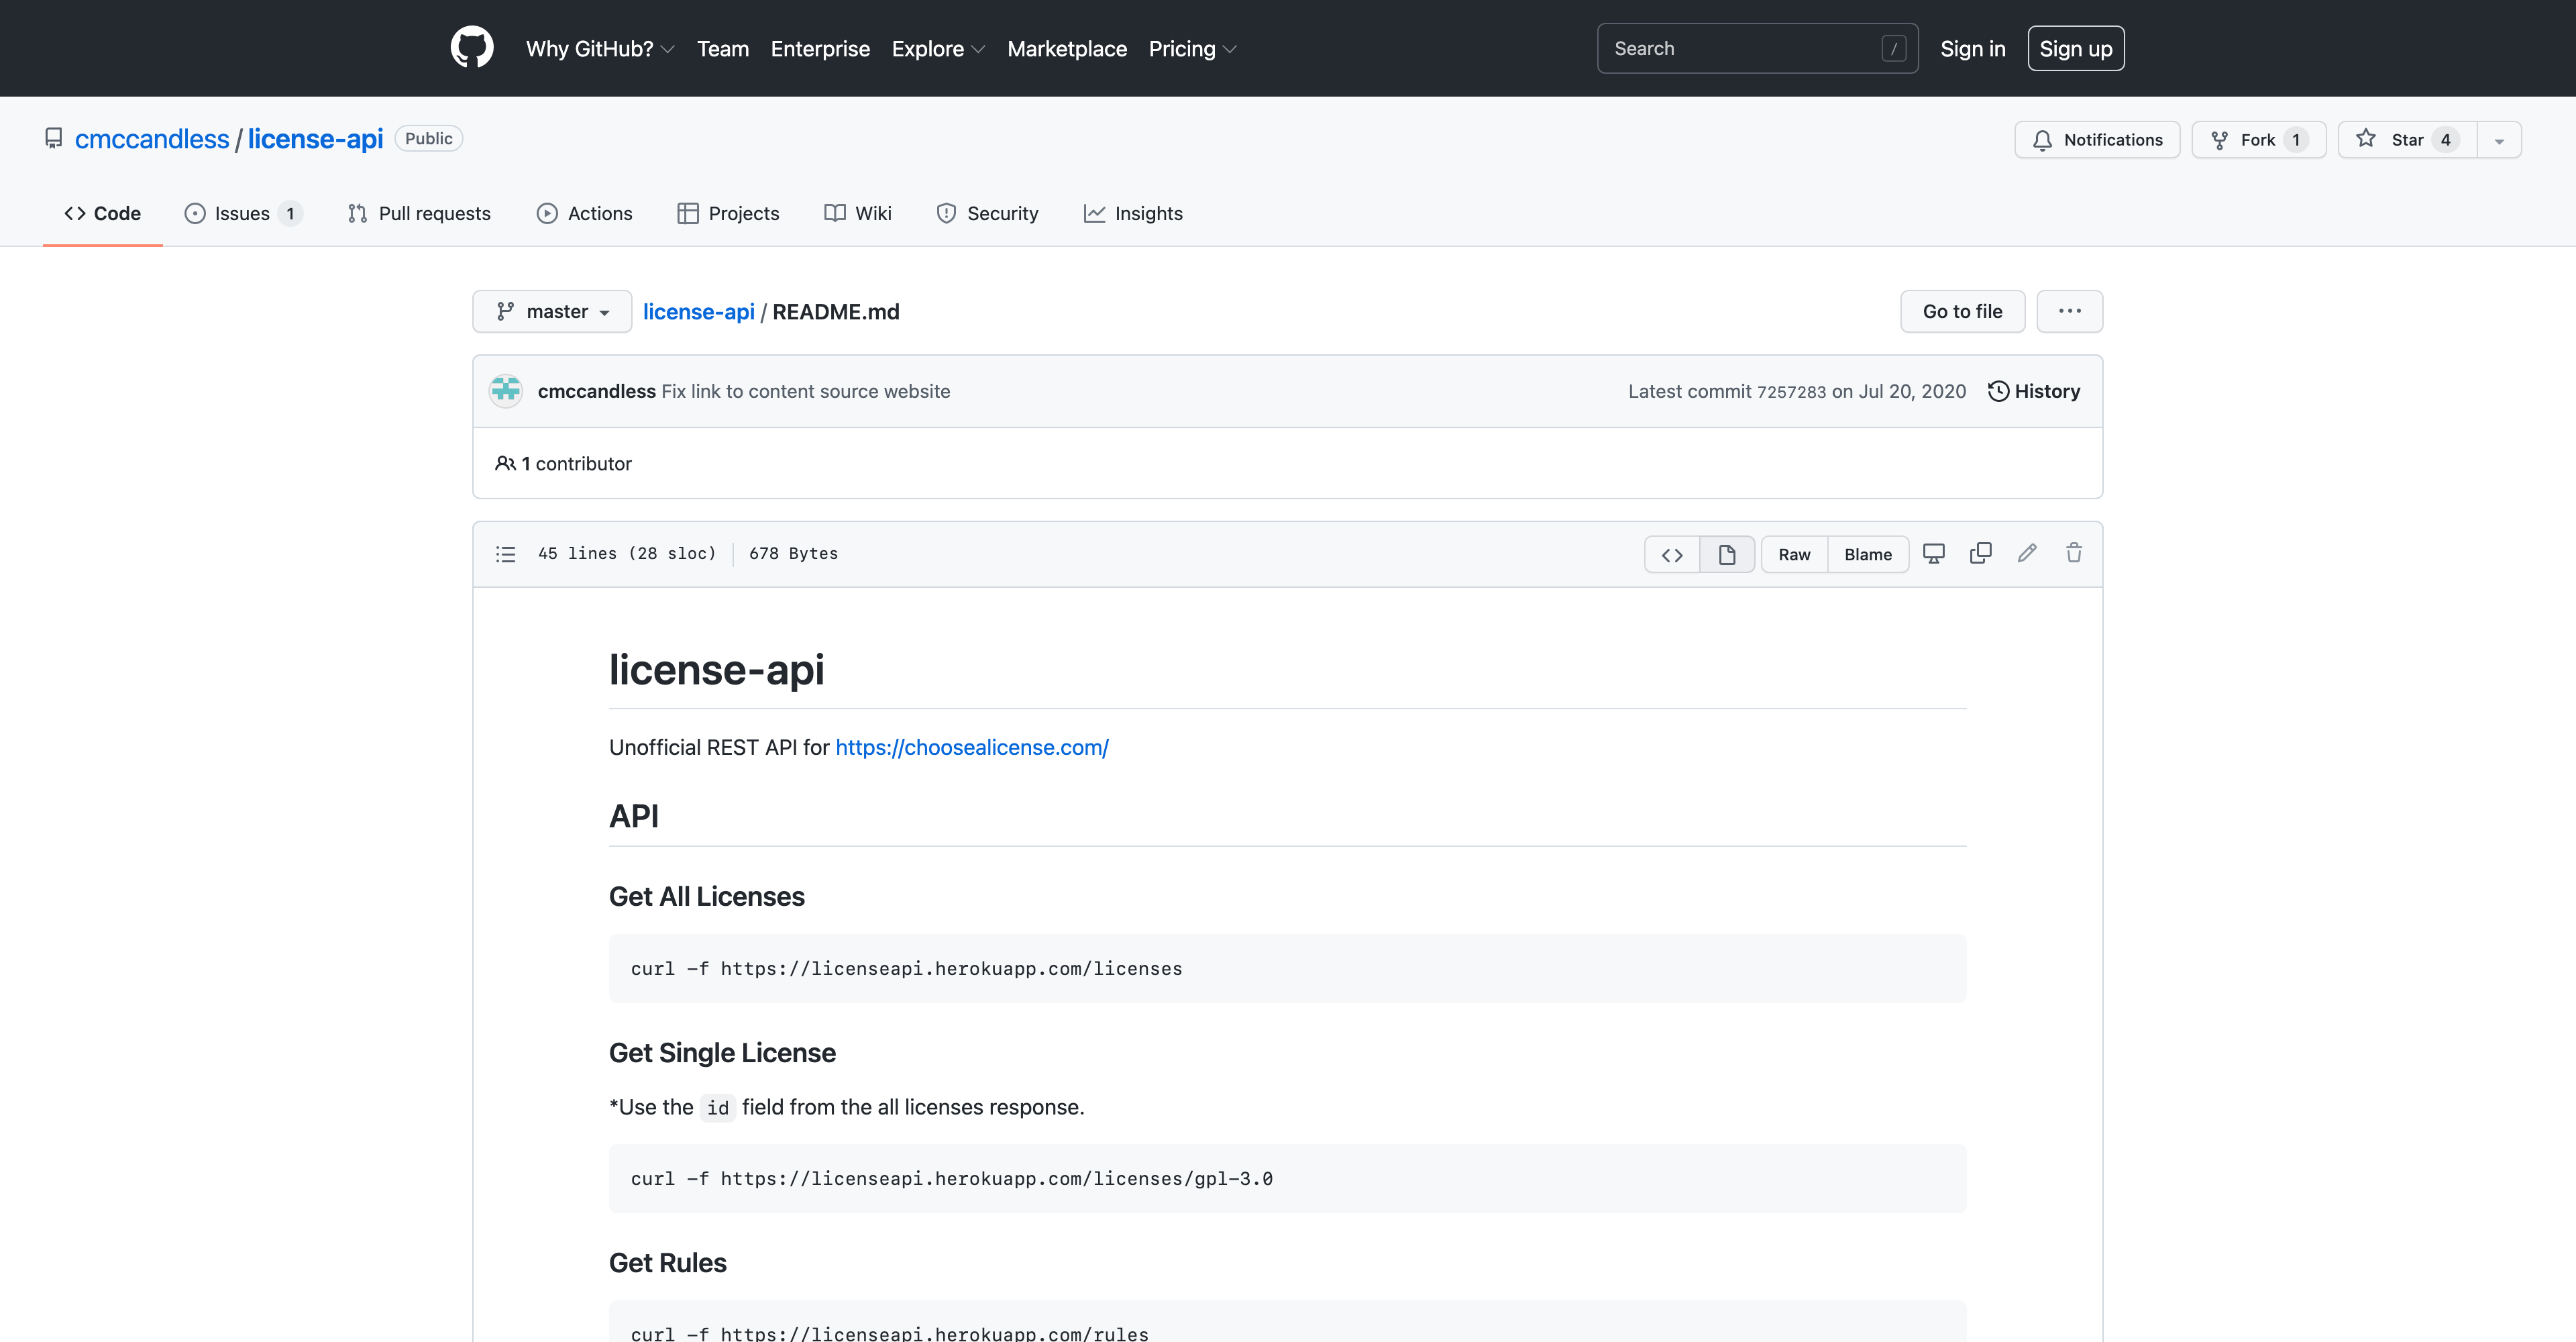 Why GitHub? Team Enterprise Explore Marketplace Pricing Search / Sign in Sign up
cmccandless / license-api Public Notifications Fork 1 Star 4
Code Issues 1 Pull requests Actions Projects Wiki Security Insights
master license-api / README.md Go to file ...
cmccandless Fix link to content source website Latest commit 7257283 on Jul 20, 2020 History
1 contributor
45 lines (28 sloc) 678 Bytes <> Raw Blame
license-api
Unofficial REST API for https://choosealicense.com/
API
Get All Licenses
curl -f https://licenseapi.herokuapp.com/licenses
Get Single License
*Use the id field from the all licenses response.
curl -f https://licenseapi.herokuapp.com/licenses/gpl-3.0
Get Rules
curl -f https://licenseapi.herokuapp.com/rules